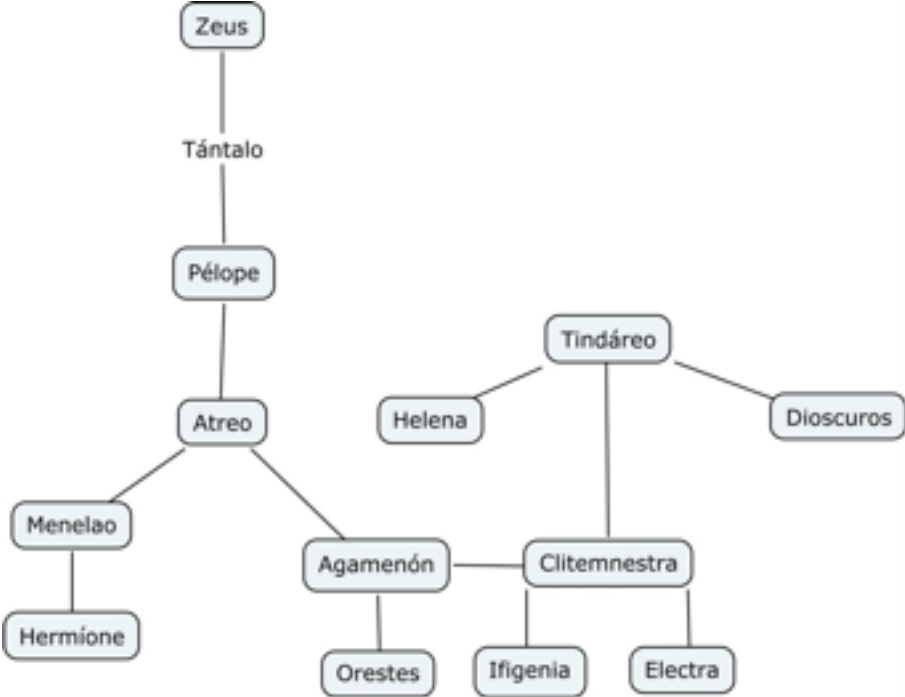 Zeus
Tántalo
Pélope
Tindáreo
Helena
Dioscuros
Atreo
Menelao
Agamenón
Clitemnestra
Hermíone
Orestes
Ifigenia
Electra